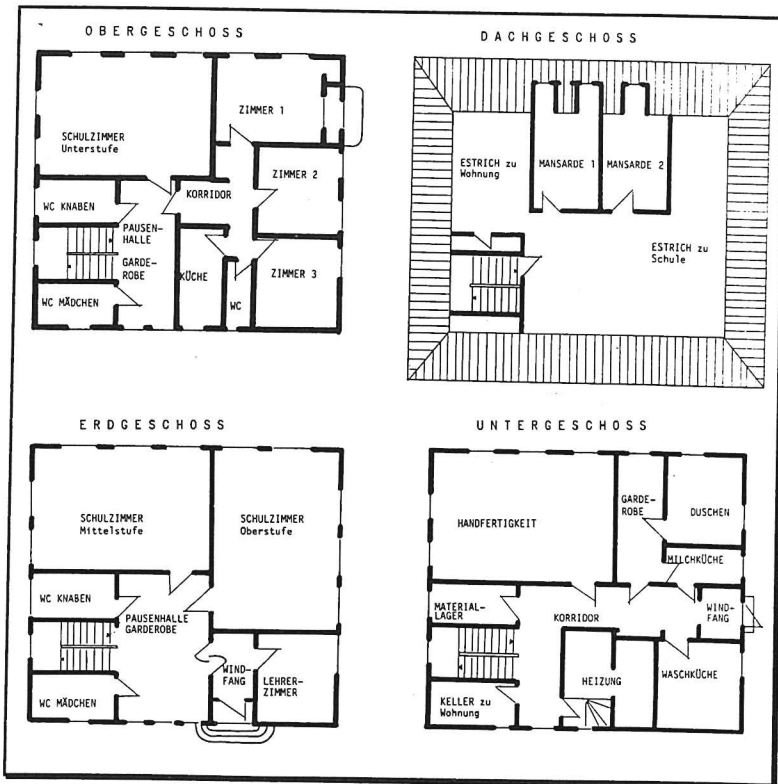 OBERGESCHOSS
SCHULZIMMER
Unterstufe
ZIMMER 1
WC KNABEN
KORRIDOR
ZIMMER 2
PAUSEN-
HALLE
GARDE-
ROBE
KÜCHE
ZIMMER 3
WC MÄDCHEN
WC
DACHGESCHOSS
ESTRICH zu
Wohnung
MANSARDE 1
MANSARDE 2
ESTRICH zu
Schule
ERDGESCHOSS
SCHULZIMMER
Mittelstufe
SCHULZIMMER
Oberstufe
WC KNABEN
PAUSENHALLE
GARDEROBE
WIND-
FANG
LEHRER-
ZIMMER
WC MÄDCHEN
UNTERGESCHOSS
HANDFERTIGKEIT
GARDE-
ROBE
DUSCHEN
MILCHKÜCHE
MATERIAL-
LAGER
KORRIDOR
WIND-
FANG
HEIZUNG
WASCHKÜCHE
KELLER zu
Wohnung